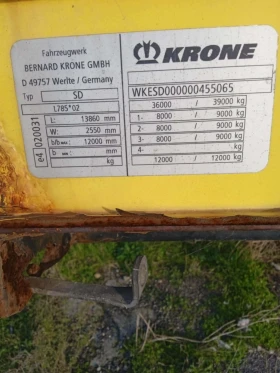 Fahrzeugwerk
BERNARD KRONE GMBH
D 49757 Werlte / Germany
Typ SD
L785*02
L: 13860 mm
W: 2550 mm
b/b max 12000 mm
kg
e4 020031
KRONE
WKESD000000455065
36000 / 39000 kg
1- 8000 / 9000 kg
2- 8000 / 9000 kg
3- 8000 / 9000 kg
4- / kg
12000 / 12000 kg